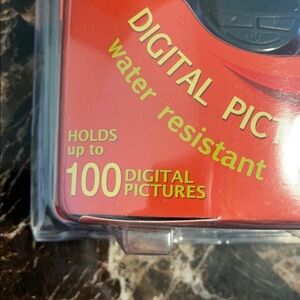 DIGITAL PICT
water resistant
HOLDS
up to
100 DIGITAL
PICTURES